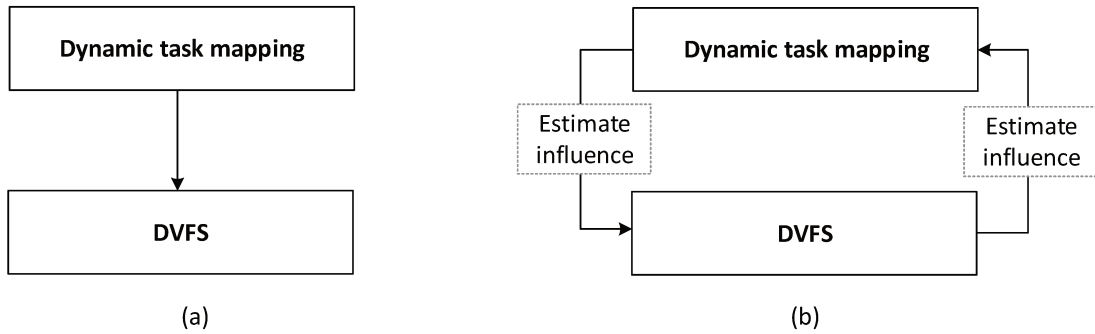 Dynamic task mapping
DVFS
(a)
Dynamic task mapping
Estimate
influence
Estimate
influence
DVFS
(b)